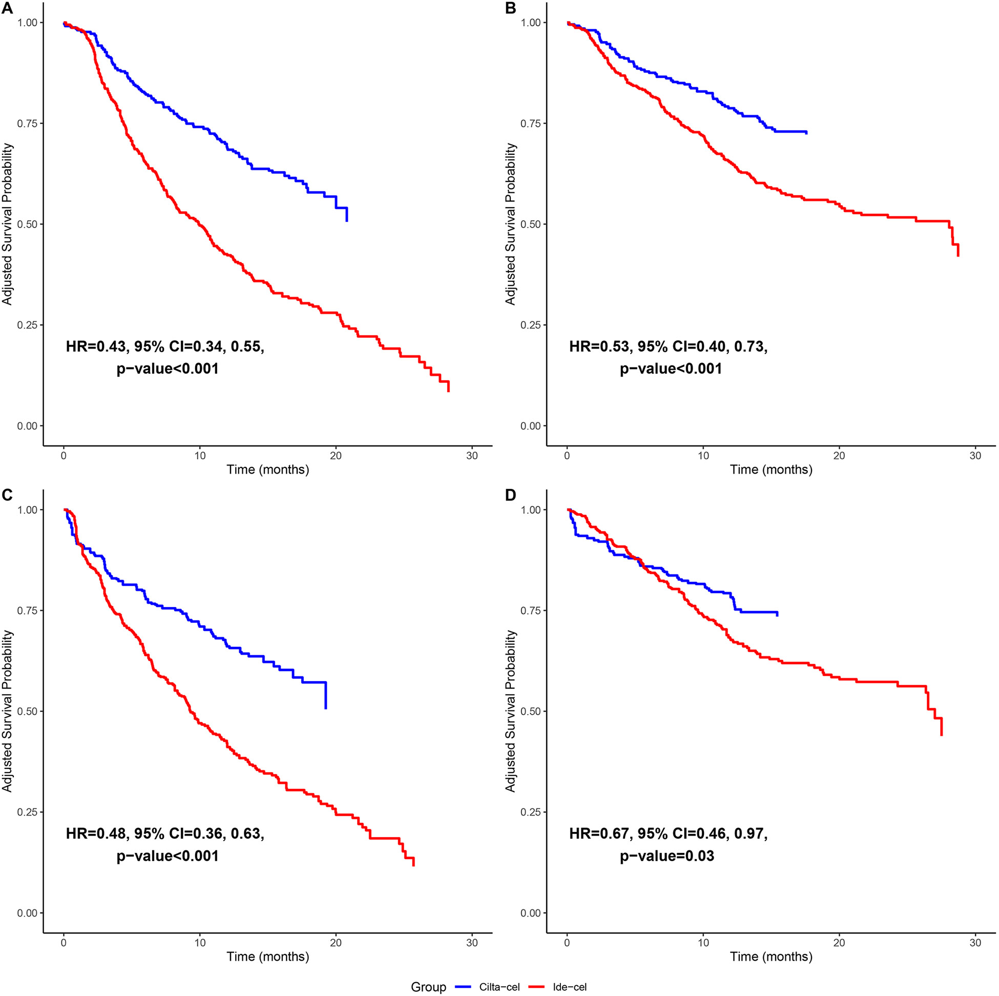 A
Adjusted Survival Probability
1.00
0.75
0.50
0.25
0.00
HR=0.43, 95% CI=0.34, 0.55,
p−value<0.001
0 10 20 30
Time (months)
B
Adjusted Survival Probability
1.00
0.75
0.50
0.25
0.00
HR=0.53, 95% CI=0.40, 0.73,
p−value<0.001
0 10 20 30
Time (months)
C
Adjusted Survival Probability
1.00
0.75
0.50
0.25
0.00
HR=0.48, 95% CI=0.36, 0.63,
p−value<0.001
0 10 20 30
Time (months)
D
Adjusted Survival Probability
1.00
0.75
0.50
0.25
0.00
HR=0.67, 95% CI=0.46, 0.97,
p−value=0.03
0 10 20 30
Time (months)
Group Cilta−cel Ide−cel